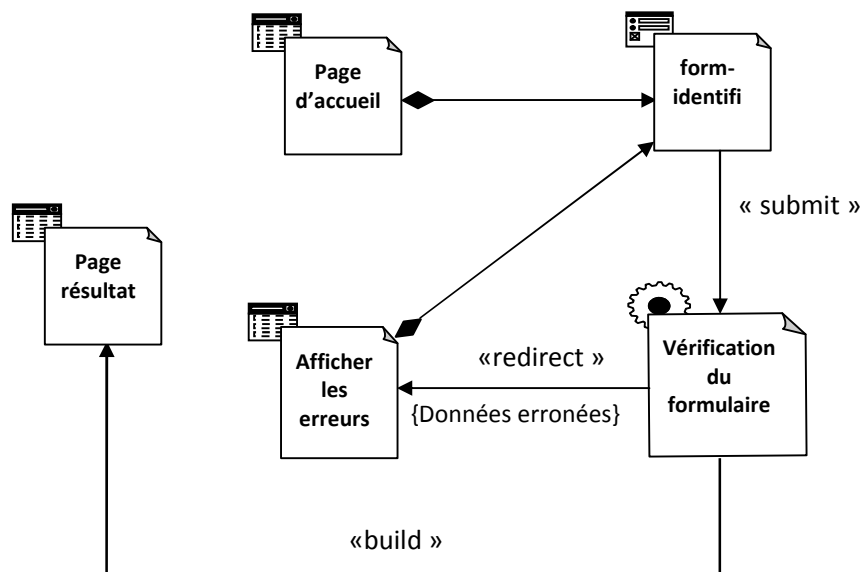 Page
d’accueil
form-
identifi
« submit »
Page
résultat
Afficher
les
erreurs
«redirect »
{Données erronées}
Vérification
du
formulaire
«build »